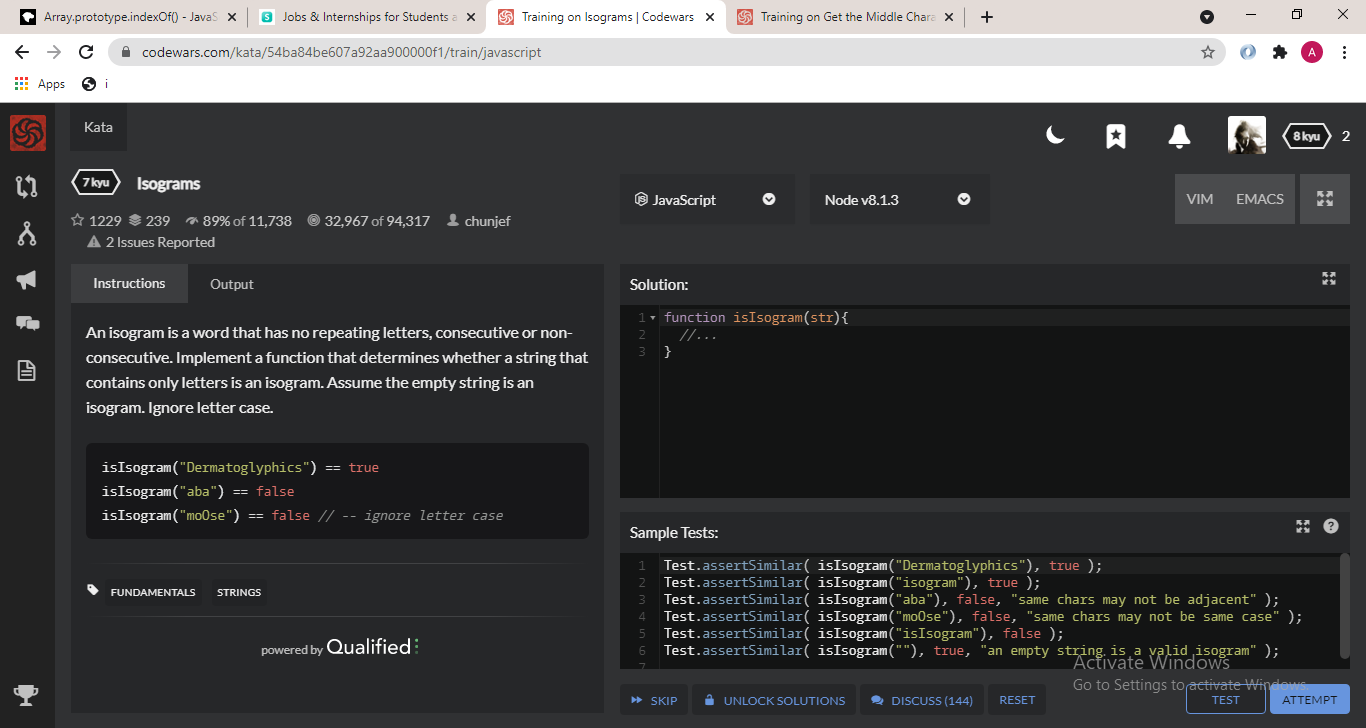 Array.prototype.indexOf() - JavaS
Jobs & Internships for Students a
Training on Isograms | Codewars
Training on Get the Middle Chara
codewars.com/kata/54ba84be607a92aa900000f1/train/javascript
A
Apps
i
Kata
8 kyu
2
7 kyu
Isograms
1229 239 89% of 11,738 32,967 of 94,317 chunjef
2 Issues Reported
JavaScript
Node v8.1.3
VIM
EMACS
Instructions
Output
An isogram is a word that has no repeating letters, consecutive or non-
consecutive. Implement a function that determines whether a string that
contains only letters is an isogram. Assume the empty string is an
isogram. Ignore letter case.
isIsogram("Dermatoglyphics") == true
isIsogram("aba") == false
isIsogram("moOse") == false // -- ignore letter case
FUNDAMENTALS
STRINGS
powered by Qualified
Solution:
1 function isIsogram(str){
2 //...
3 }
Sample Tests:
1 Test.assertSimilar( isIsogram("Dermatoglyphics"), true );
2 Test.assertSimilar( isIsogram("isogram"), true );
3 Test.assertSimilar( isIsogram("aba"), false, "same chars may not be adjacent" );
4 Test.assertSimilar( isIsogram("moOse"), false, "same chars may not be same case" );
5 Test.assertSimilar( isIsogram("isIsogram"), false );
6 Test.assertSimilar( isIsogram(""), true, "an empty string is a valid isogram" );
7
Activate Windows
Go to Settings to activate Windows.
SKIP
UNLOCK SOLUTIONS
DISCUSS (144)
RESET
TEST
ATTEMPT